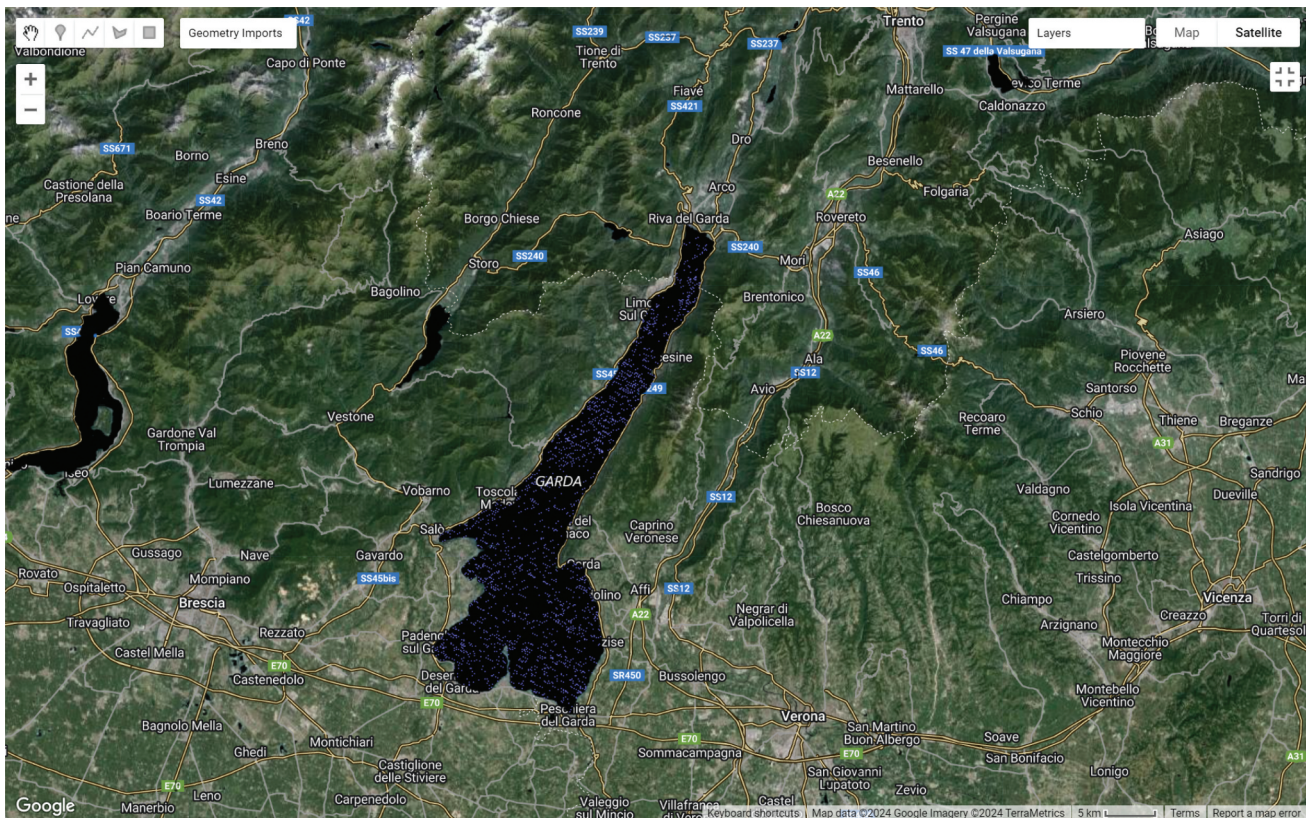 Geometry Imports
Layers
Map
Satellite
+
−
Valbondione
SS42
Capo di Ponte
SS239
Tione di
Trento
SS237
SS237
Trento
Pergine
Valsugana
SS 47 della Valsugana
Fiavé
SS421
Mattarello
Caldonazzo
Roncone
Dro
SS671
Borno
Breno
Besenello
Castione della
Presolana
Esine
SS42
Boario Terme
Arco
A22
Folgaria
Borgo Chiese
Riva del Garda
Rovereto
SS240
SS240
Asiago
Storo
Mori
SS46
Pian Camuno
Bagolino
Brentonico
Arsiero
A22
SS46
Ala
SS12
Avio
Piovene
Rocchette
Santorso
Schio
Thiene
Breganze
Vestone
Recoaro
Terme
Gardone Val
Trompia
A31
GARDA
Lumezzane
Vobarno
SS12
Sandrigo
Valdagno
Dueville
Isola Vicentina
Bosco
Chiesanuova
Cornedo
Vicentino
Caprino
Veronese
Gussago
Nave
Gavardo
Castelgomberto
Rovato
Ospitaletto
Mompiano
SS45bis
Affi
SS12
Trissino
Brescia
A22
Negrar di
Valpolicella
Chiampo
Vicenza
Creazzo
Torri di
Travagliato
Rezzato
Arzignano
Montecchio
Maggiore
Castel Mella
E70
Castenedolo
SR450
Bussolengo
E70
Montebello
Vicentino
Peschiera
del Garda
Verona
San Martino
Buon Albergo
Bagnolo Mella
Montichiari
E70
E70
Soave
Ghedi
Sommacampagna
San Bonifacio
A31
Castiglione
delle Stiviere
San Giovanni
Lupatoto
Lonigo
E70
Leno
Zevio
Manerbio
Carpenedolo
Valeggio
sul Mincio
Castel
Google
Keyboard shortcuts
Map data ©2024 Google Imagery ©2024 TerraMetrics
5 km
Terms
Report a map error